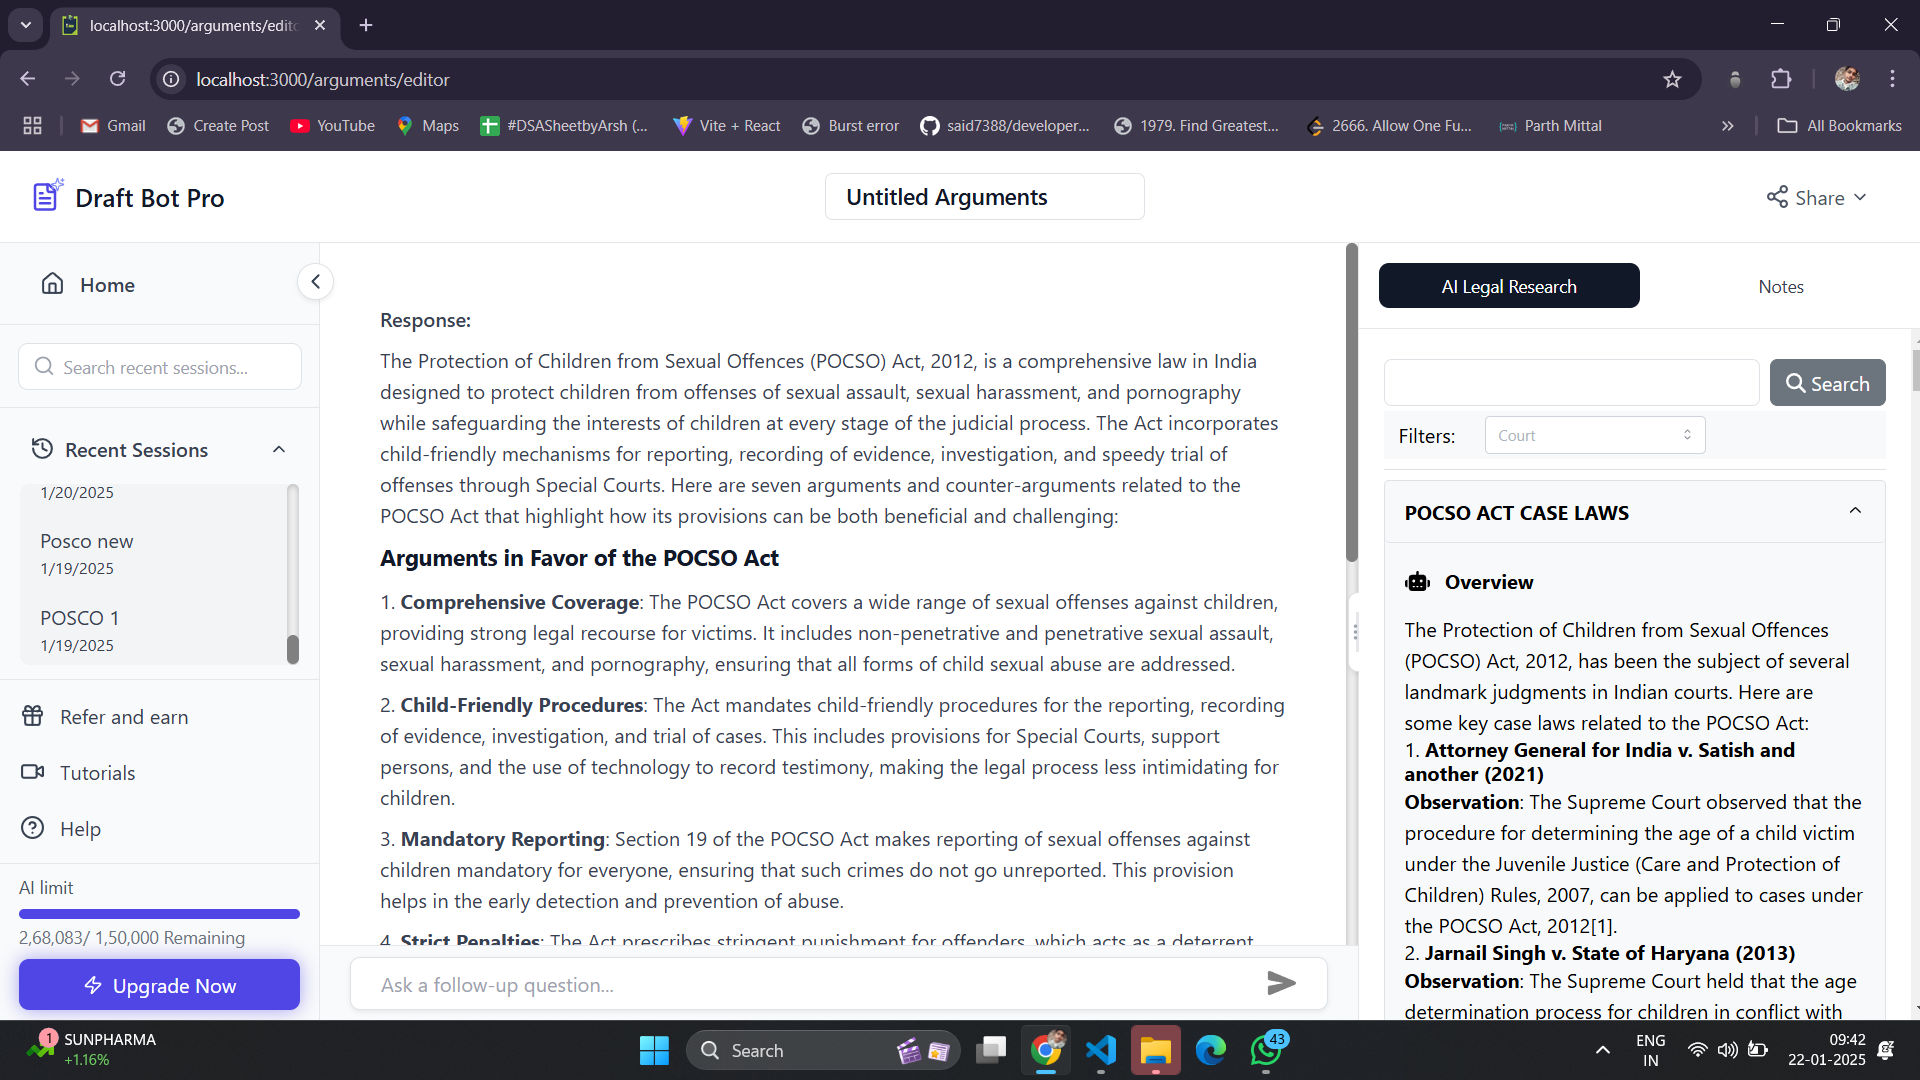 localhost:3000/arguments/edito
localhost:3000/arguments/editor
Gmail
Create Post
YouTube
Maps
#DSASheetbyArsh (...
Vite + React
Burst error
said7388/developer...
1979. Find Greatest...
2666. Allow One Fu...
Parth Mittal
All Bookmarks
Draft Bot Pro
Untitled Arguments
Share
Home
Search recent sessions...
Recent Sessions
1/20/2025
Posco new
1/19/2025
POSCO 1
1/19/2025
Refer and earn
Tutorials
Help
AI limit
2,68,083/ 1,50,000 Remaining
Upgrade Now
Response:
The Protection of Children from Sexual Offences (POCSO) Act, 2012, is a comprehensive law in India
designed to protect children from offenses of sexual assault, sexual harassment, and pornography
while safeguarding the interests of children at every stage of the judicial process. The Act incorporates
child-friendly mechanisms for reporting, recording of evidence, investigation, and speedy trial of
offenses through Special Courts. Here are seven arguments and counter-arguments related to the
POCSO Act that highlight how its provisions can be both beneficial and challenging:
Arguments in Favor of the POCSO Act
1. Comprehensive Coverage: The POCSO Act covers a wide range of sexual offenses against children,
providing strong legal recourse for victims. It includes non-penetrative and penetrative sexual assault,
sexual harassment, and pornography, ensuring that all forms of child sexual abuse are addressed.
2. Child-Friendly Procedures: The Act mandates child-friendly procedures for the reporting, recording
of evidence, investigation, and trial of cases. This includes provisions for Special Courts, support
persons, and the use of technology to record testimony, making the legal process less intimidating for
children.
3. Mandatory Reporting: Section 19 of the POCSO Act makes reporting of sexual offenses against
children mandatory for everyone, ensuring that such crimes do not go unreported. This provision
helps in the early detection and prevention of abuse.
4. Strict Penalties: The Act prescribes stringent punishment for offenders, which acts as a deterrent
Ask a follow-up question...
AI Legal Research
Notes
Search
Filters:
Court
POCSO ACT CASE LAWS
Overview
The Protection of Children from Sexual Offences
(POCSO) Act, 2012, has been the subject of several
landmark judgments in Indian courts. Here are
some key case laws related to the POCSO Act:
1. Attorney General for India v. Satish and
another (2021)
Observation: The Supreme Court observed that the
procedure for determining the age of a child victim
under the Juvenile Justice (Care and Protection of
Children) Rules, 2007, can be applied to cases under
the POCSO Act, 2012[1].
2. Jarnail Singh v. State of Haryana (2013)
Observation: The Supreme Court held that the age
determination process for children in conflict with
1
SUNPHARMA
+1.16%
Search
43
ENG
IN
09:42
22-01-2025